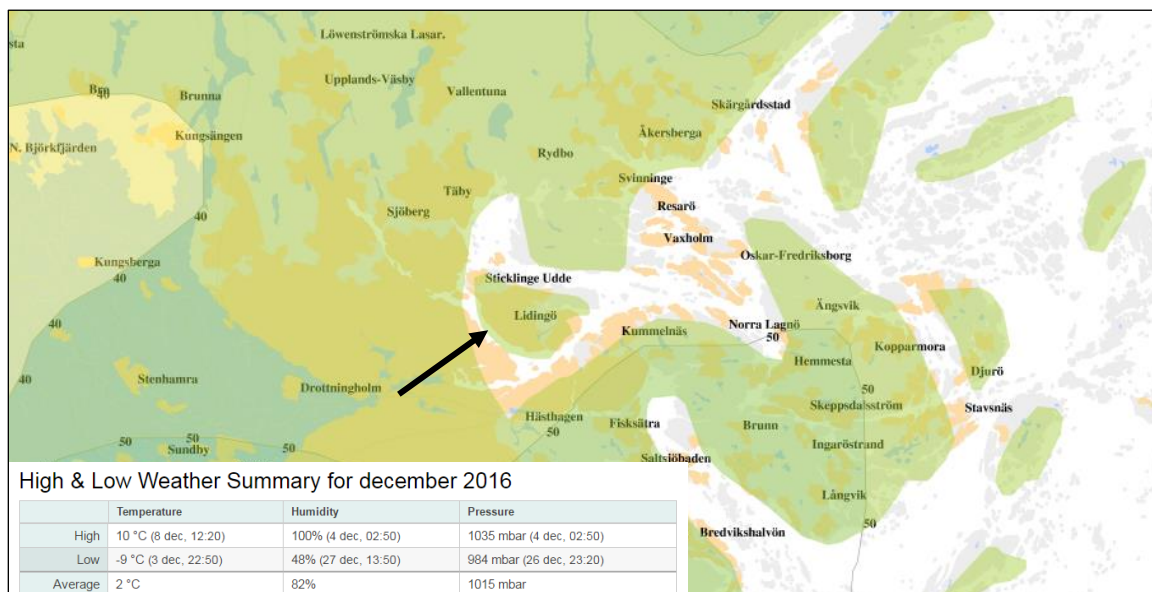 Löwenströmska Lasar.
sta
Upplands-Väsby
Bro
40
Brunna
Vallentuna
Skärgårdsstad
Kungsängen
Åkersberga
N. Björkfjärden
Rydbo
Svinninge
Täby
Resarö
Sjöberg
40
Vaxholm
Oskar-Fredriksborg
Kungsberga
40
Sticklinge Udde
Ängsvik
Lidingö
40
Kummelnäs
Norra Lagnö
50
Kopparmora
Hemmesta
Djurö
40
Stenhamra
Drottningholm
50
Skeppsdalsström
Stavsnäs
Hästhagen
50
Fisksätra
Brunn
50
50
Sundby
50
Ingaröstrand
Saltsjöbaden
High & Low Weather Summary for december 2016
Långvik
Temperature Humidity Pressure
50
High 10 °C (8 dec, 12:20) 100% (4 dec, 02:50) 1035 mbar (4 dec, 02:50)
Bredvikshalvön
Low -9 °C (3 dec, 22:50) 48% (27 dec, 13:50) 984 mbar (26 dec, 23:20)
Average 2 °C 82% 1015 mbar